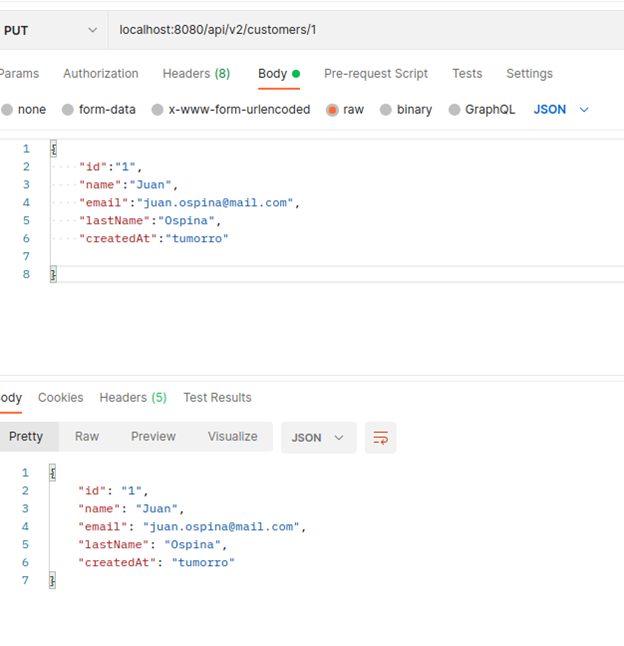 PUT localhost:8080/api/v2/customers/1
Params Authorization Headers (8) Body Pre-request Script Tests Settings
none form-data x-www-form-urlencoded raw binary GraphQL JSON
1 {
2 ····"id":"1",
3 ····"name":"Juan",
4 ····"email":"juan.ospina@mail.com",
5 ····"lastName":"Ospina",
6 ····"createdAt":"tumorro"
7
8 }
ody Cookies Headers (5) Test Results
Pretty Raw Preview Visualize JSON
1 {
2 "id": "1",
3 "name": "Juan",
4 "email": "juan.ospina@mail.com",
5 "lastName": "Ospina",
6 "createdAt": "tumorro"
7 }